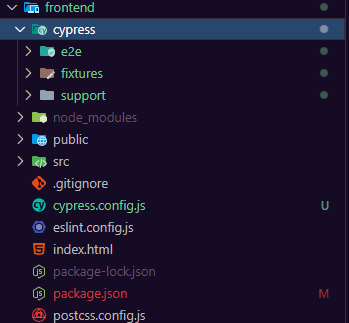 frontend
cypress
e2e
fixtures
support
node_modules
public
src
.gitignore
cypress.config.js U
eslint.config.js
index.html
package-lock.json
package.json M
postcss.config.js